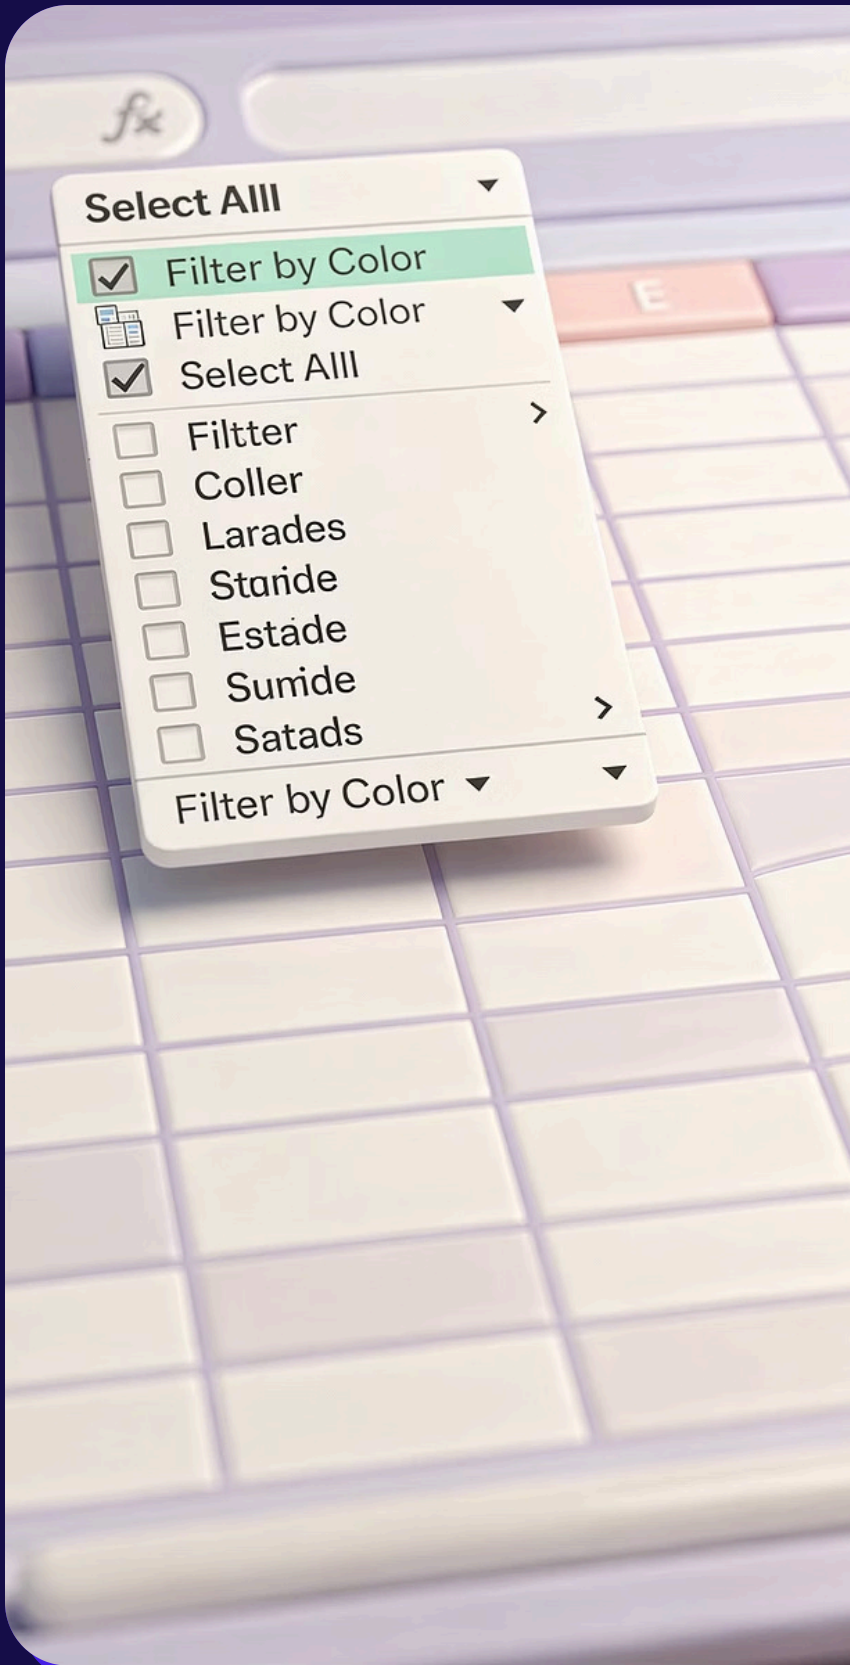 fx
Select Alll
Filter by Color
Filter by Color
Select Alll
E
Filtter
Coller
Larades
Staride
Estade
Sumide
Satads
Filter by Color